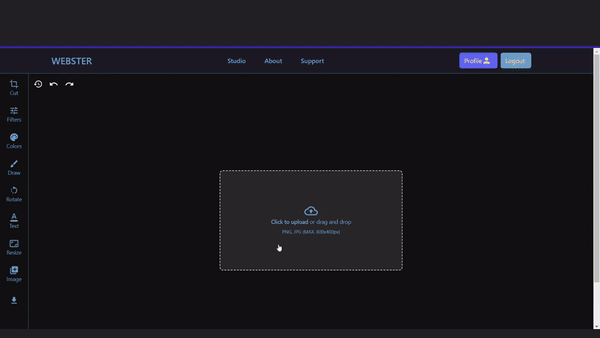 WEBSTER
Studio About Support
Profile Logout
Cut
Filters
Colors
Draw
Rotate
Text
Resize
Image
Click to upload or drag and drop
PNG, JPG (MAX. 800x400px)